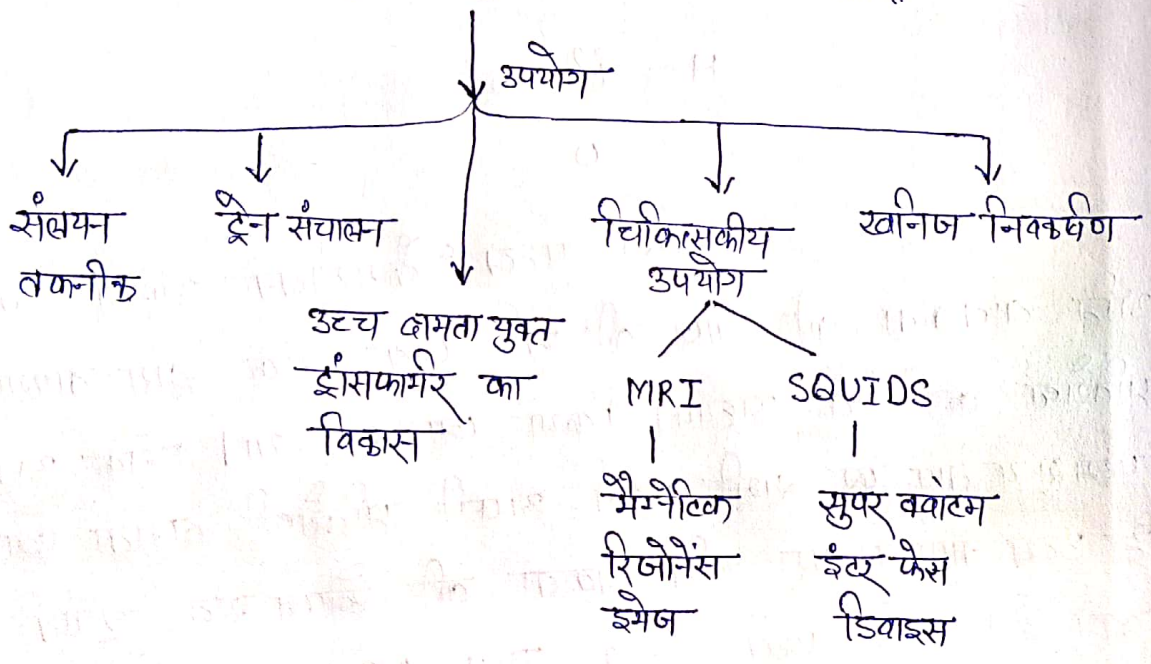 उपयोग
संलयन
तकनीक
ट्रेन संचालन
उच्च क्षमता युक्त
ट्रांसफार्मर का
विकास
चिकित्सकीय
उपयोग
MRI
मैग्नेटिक
रिजोनेंस
इमेज
SQUIDS
सुपर क्वांटम
इंटर फेस
डिवाइस
खनिज निष्कर्षण